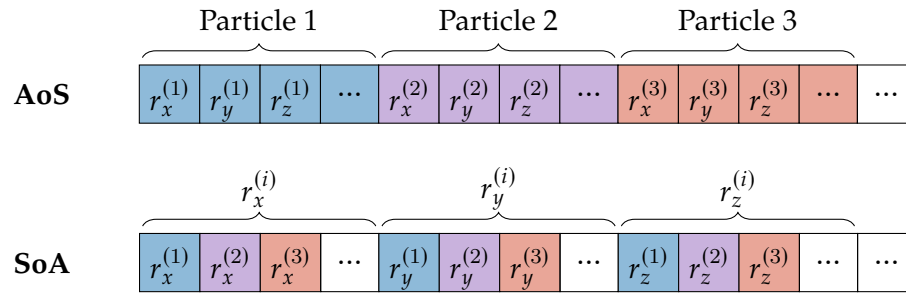 Particle 1 Particle 2 Particle 3
AoS r_x^{(1)} r_y^{(1)} r_z^{(1)} ... r_x^{(2)} r_y^{(2)} r_z^{(2)} ... r_x^{(3)} r_y^{(3)} r_z^{(3)} ... ...
r_x^{(i)} r_y^{(i)} r_z^{(i)}
SoA r_x^{(1)} r_x^{(2)} r_x^{(3)} ... r_y^{(1)} r_y^{(2)} r_y^{(3)} ... r_z^{(1)} r_z^{(2)} r_z^{(3)} ... ...